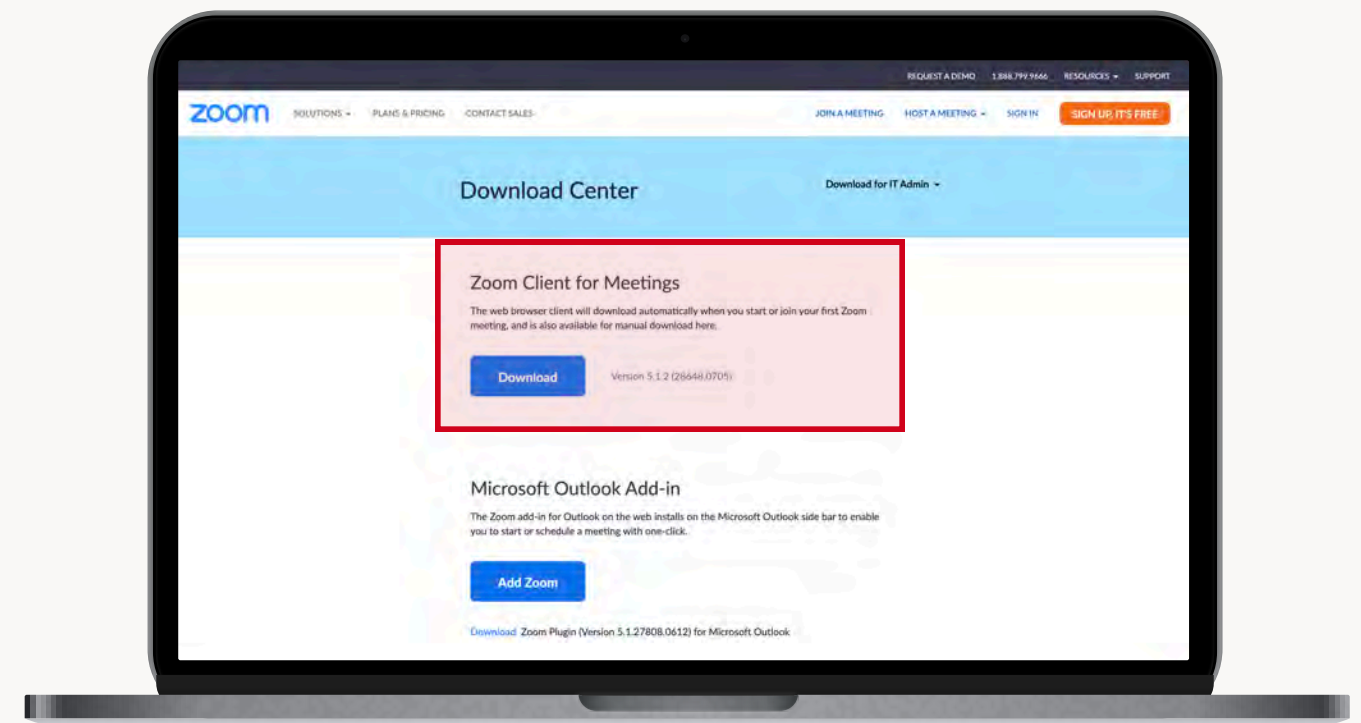 REQUEST A DEMO 1.888.799.9666 RESOURCES SUPPORT
zoom SOLUTIONS PLANS & PRICING CONTACT SALES JOIN A MEETING HOST A MEETING SIGN IN SIGN UP, IT'S FREE
Download Center Download for IT Admin
Zoom Client for Meetings
The web browser client will download automatically when you start or join your first Zoom
meeting, and is also available for manual download here.
Download Version 5.1.2 (28648.0705)
Microsoft Outlook Add-in
The Zoom add-in for Outlook on the web installs on the Microsoft Outlook side bar to enable
you to start or schedule a meeting with one-click.
Add Zoom
Download Zoom Plugin (Version 5.1.27808.0612) for Microsoft Outlook